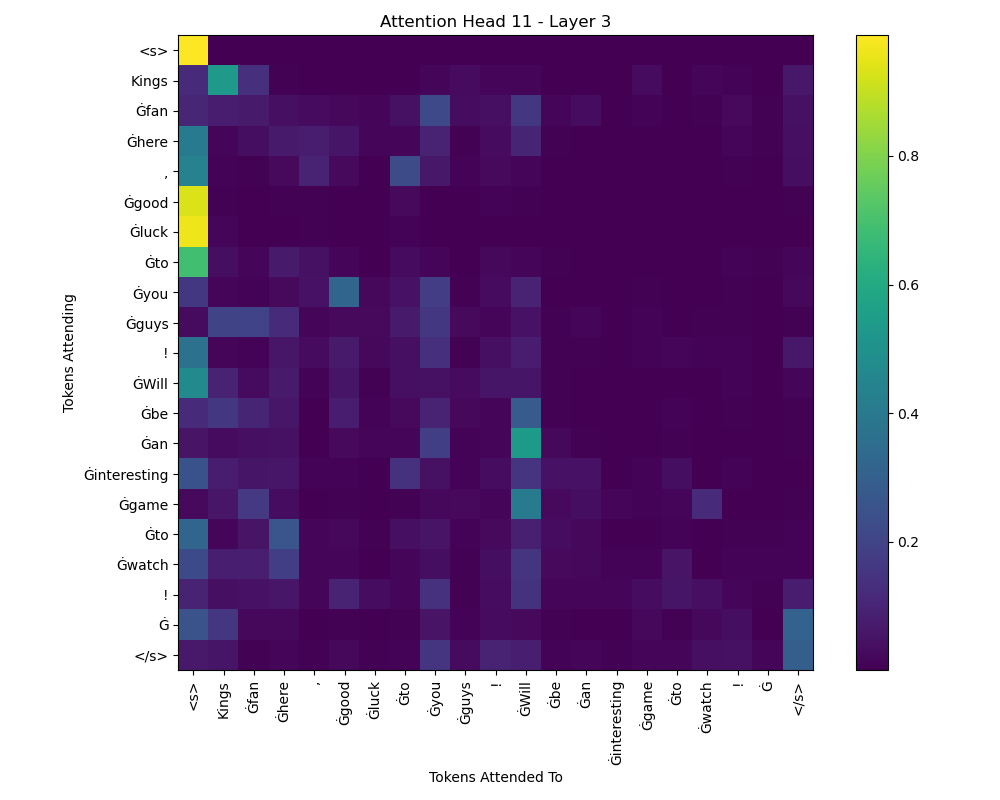 Attention Head 11 - Layer 3
Tokens Attending
<s>
Kings
Ġfan
Ġhere
,
Ġgood
Ġluck
Ġto
Ġyou
Ġguys
!
ĠWill
Ġbe
Ġan
Ġinteresting
Ġgame
Ġto
Ġwatch
!
Ġ
</s>
<s>
Kings
Ġfan
Ġhere
,
Ġgood
Ġluck
Ġto
Ġyou
Ġguys
!
ĠWill
Ġbe
Ġan
Ġinteresting
Ġgame
Ġto
Ġwatch
!
Ġ
</s>
Tokens Attended To
0.8
0.6
0.4
0.2